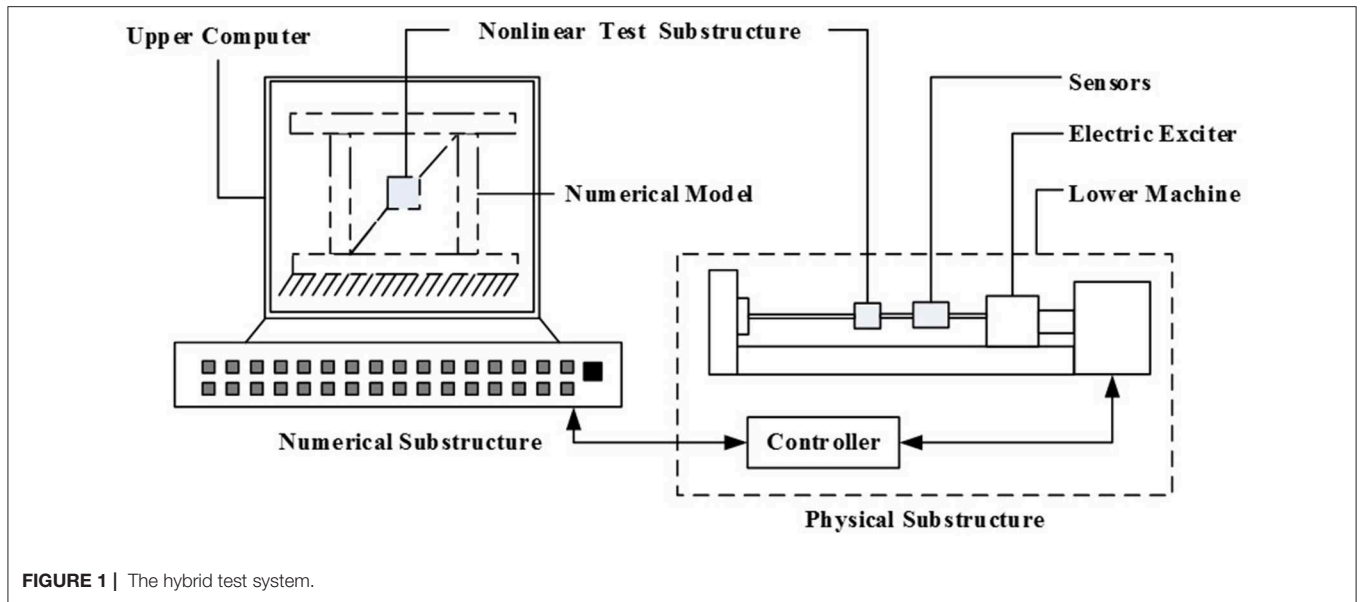 Upper Computer
Nonlinear Test Substructure
Sensors
Electric Exciter
Numerical Model
Lower Machine
Numerical Substructure
Controller
Physical Substructure
FIGURE 1 | The hybrid test system.